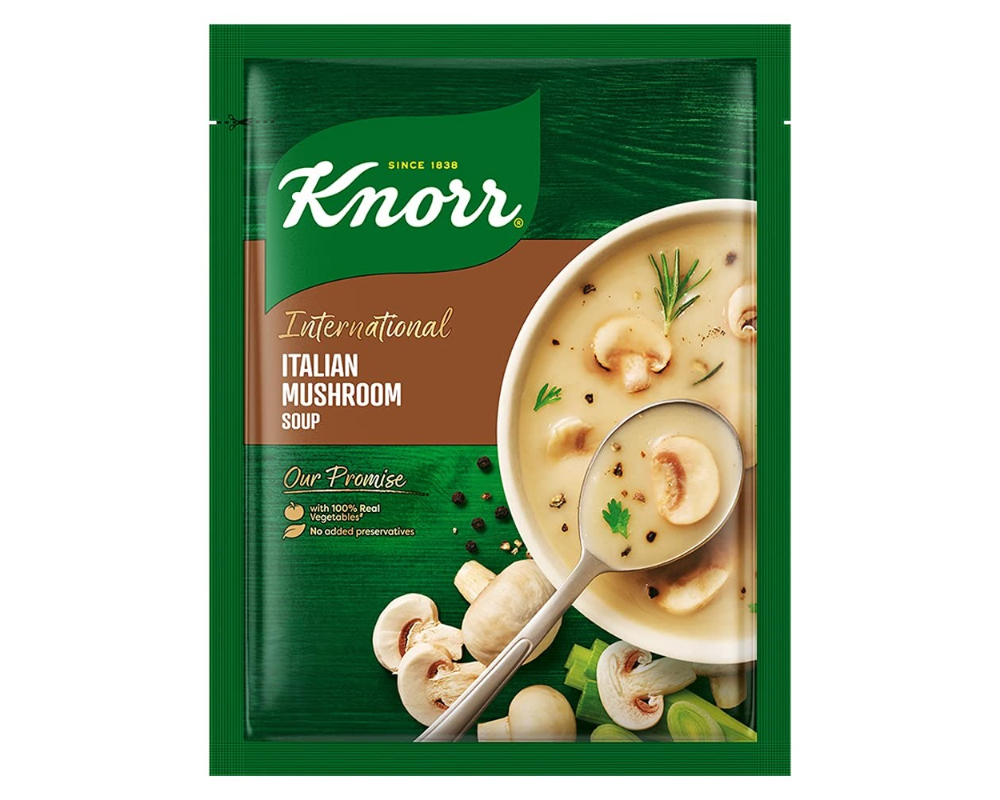 SINCE 1838
Knorr®
International
ITALIAN
MUSHROOM
SOUP
Our Promise
with 100% Real
Vegetables#
No added preservatives